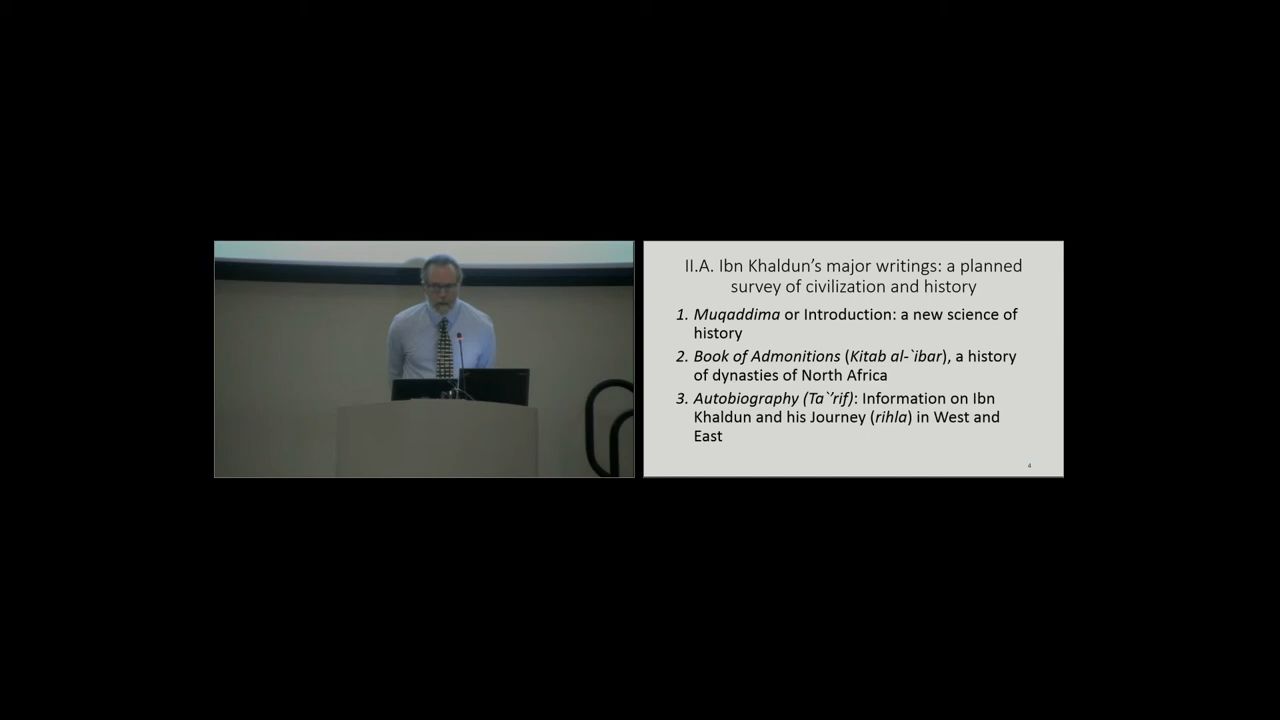 II.A. Ibn Khaldun’s major writings: a planned
survey of civilization and history
1. Muqaddima or Introduction: a new science of
history
2. Book of Admonitions (Kitab al-`ibar), a history
of dynasties of North Africa
3. Autobiography (Ta`’rif): Information on Ibn
Khaldun and his Journey (rihla) in West and
East
4